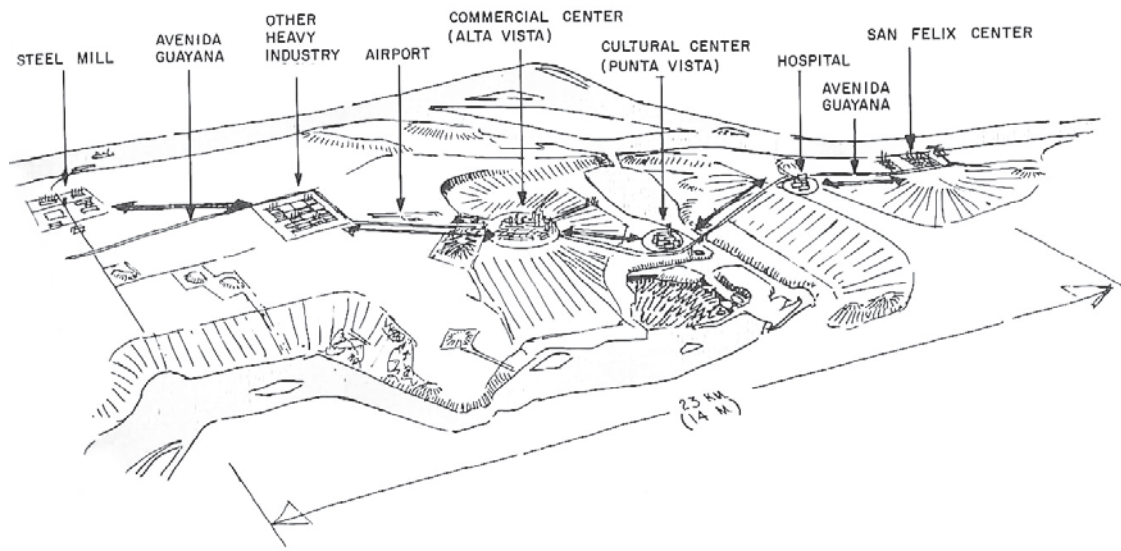 STEEL MILL
AVENIDA
GUAYANA
OTHER
HEAVY
INDUSTRY
AIRPORT
COMMERCIAL CENTER
(ALTA VISTA)
CULTURAL CENTER
(PUNTA VISTA)
HOSPITAL
AVENIDA
GUAYANA
SAN FELIX CENTER
23 KM
(14 M)